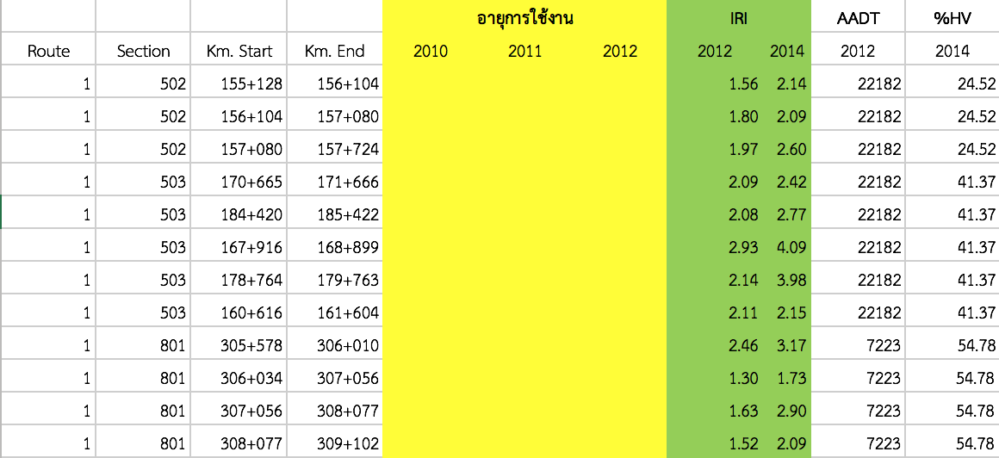 อายุการใช้งาน IRI AADT %HV
Route Section Km. Start Km. End 2010 2011 2012 2012 2014 2012 2014
1 502 155+128 156+104 1.56 2.14 22182 24.52
1 502 156+104 157+080 1.80 2.09 22182 24.52
1 502 157+080 157+724 1.97 2.60 22182 24.52
1 503 170+665 171+666 2.09 2.42 22182 41.37
1 503 184+420 185+422 2.08 2.77 22182 41.37
1 503 167+916 168+899 2.93 4.09 22182 41.37
1 503 178+764 179+763 2.14 3.98 22182 41.37
1 503 160+616 161+604 2.11 2.15 22182 41.37
1 801 305+578 306+010 2.46 3.17 7223 54.78
1 801 306+034 307+056 1.30 1.73 7223 54.78
1 801 307+056 308+077 1.63 2.90 7223 54.78
1 801 308+077 309+102 1.52 2.09 7223 54.78